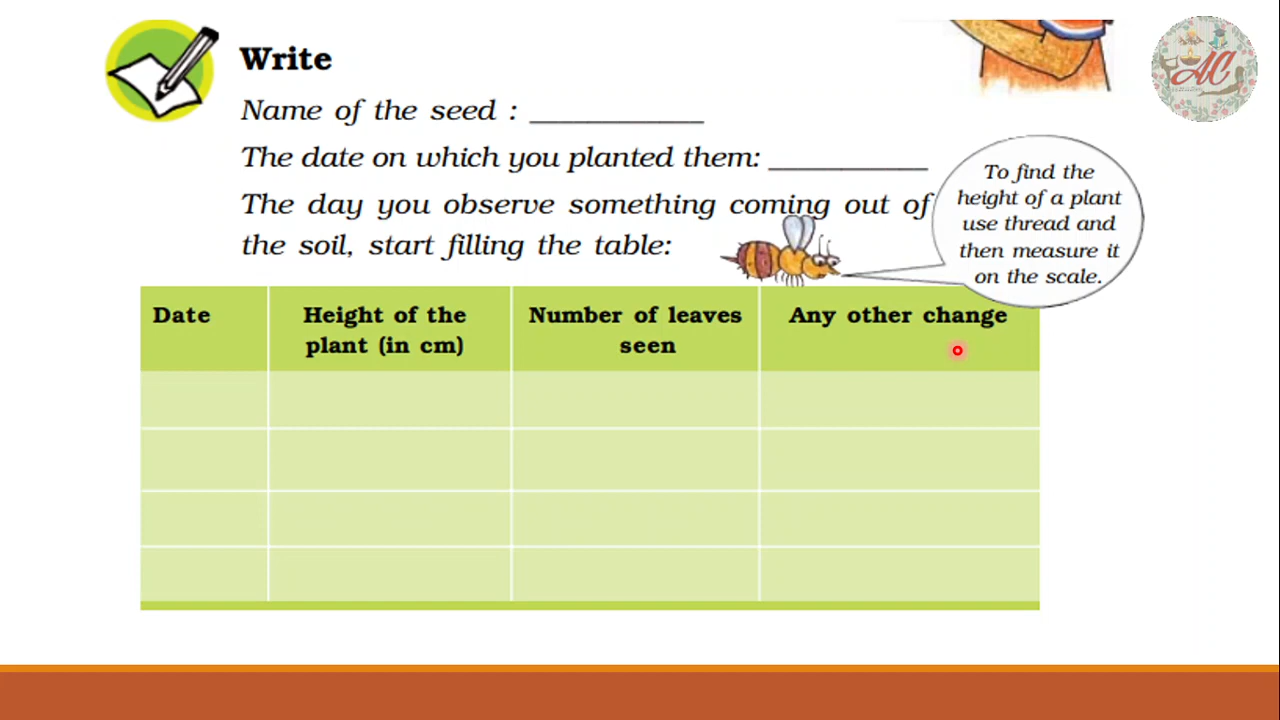 Write
Name of the seed : ____________
The date on which you planted them: ___________
The day you observe something coming out of
the soil, start filling the table:
To find the
height of a plant
use thread and
then measure it
on the scale.
Date
Height of the
plant (in cm)
Number of leaves
seen
Any other change
AC